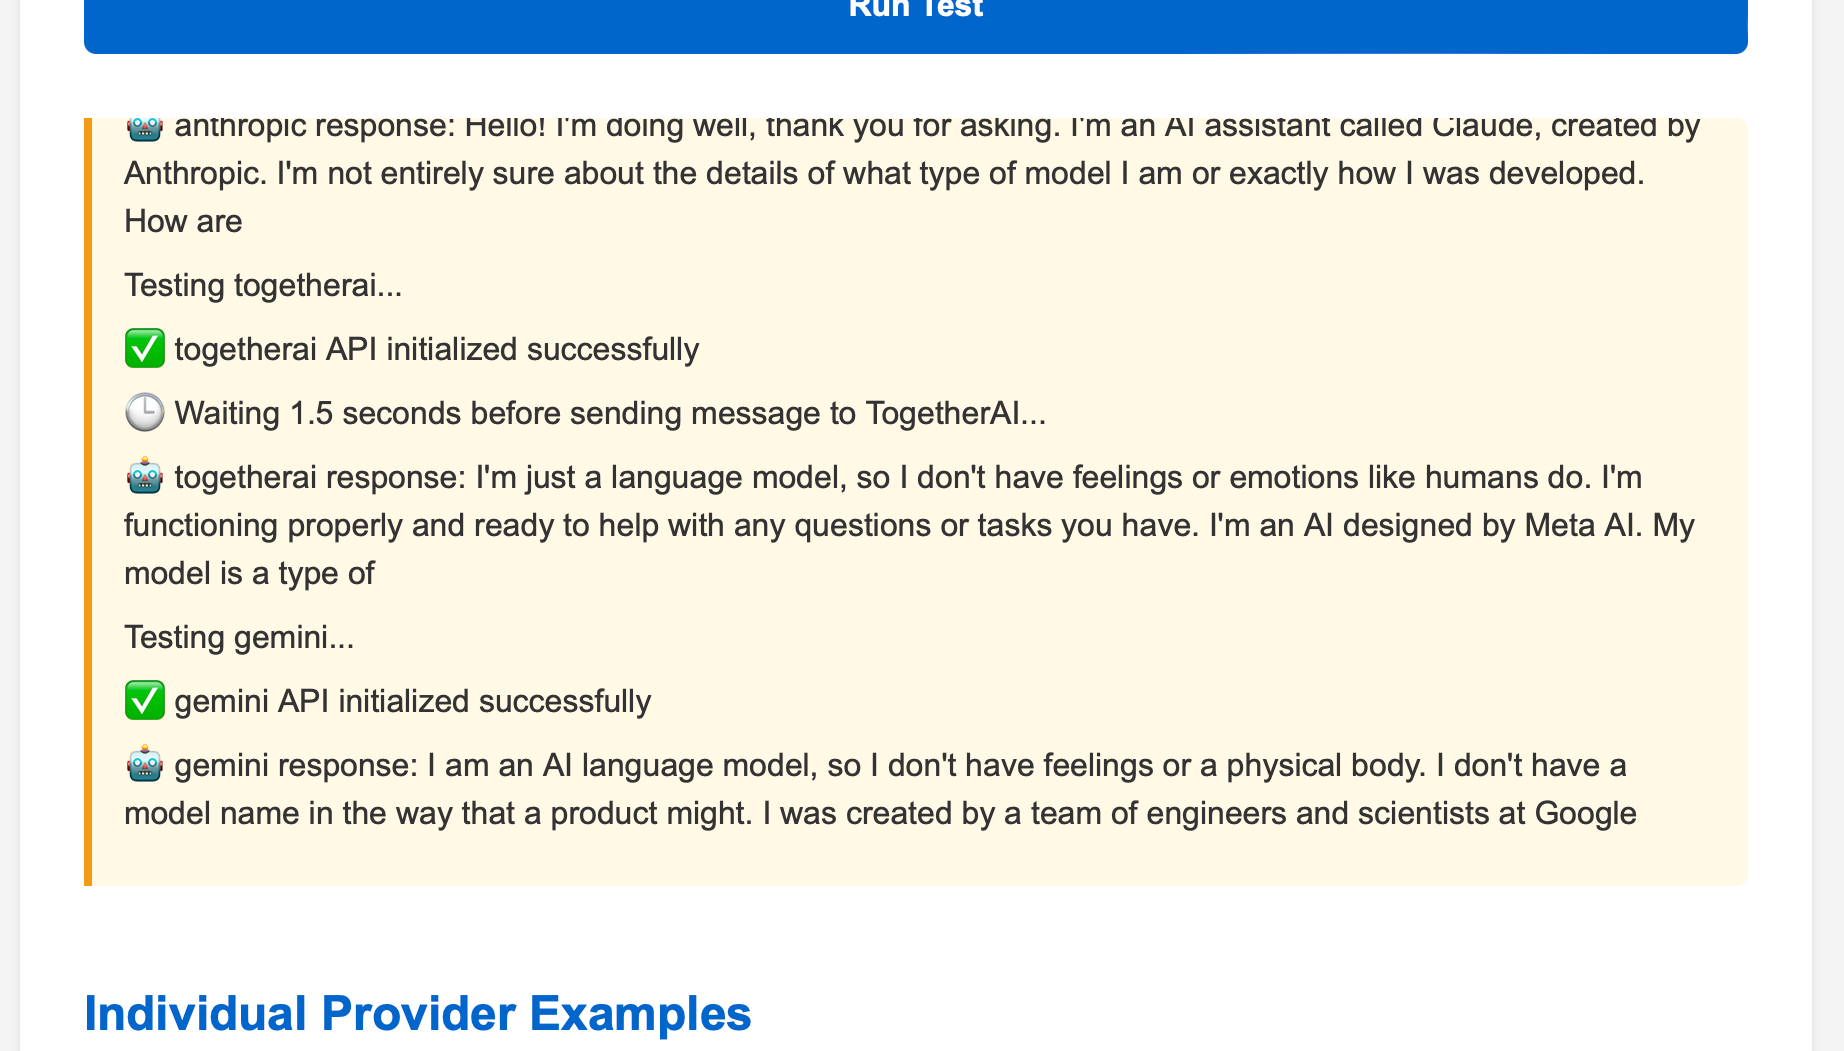 Run Test
🤖 anthropic response: Hello! I'm doing well, thank you for asking. I'm an AI assistant called Claude, created by
Anthropic. I'm not entirely sure about the details of what type of model I am or exactly how I was developed.
How are
Testing togetherai...
✅ togetherai API initialized successfully
🕒 Waiting 1.5 seconds before sending message to TogetherAI...
🤖 togetherai response: I'm just a language model, so I don't have feelings or emotions like humans do. I'm
functioning properly and ready to help with any questions or tasks you have. I'm an AI designed by Meta AI. My
model is a type of
Testing gemini...
✅ gemini API initialized successfully
🤖 gemini response: I am an AI language model, so I don't have feelings or a physical body. I don't have a
model name in the way that a product might. I was created by a team of engineers and scientists at Google
Individual Provider Examples